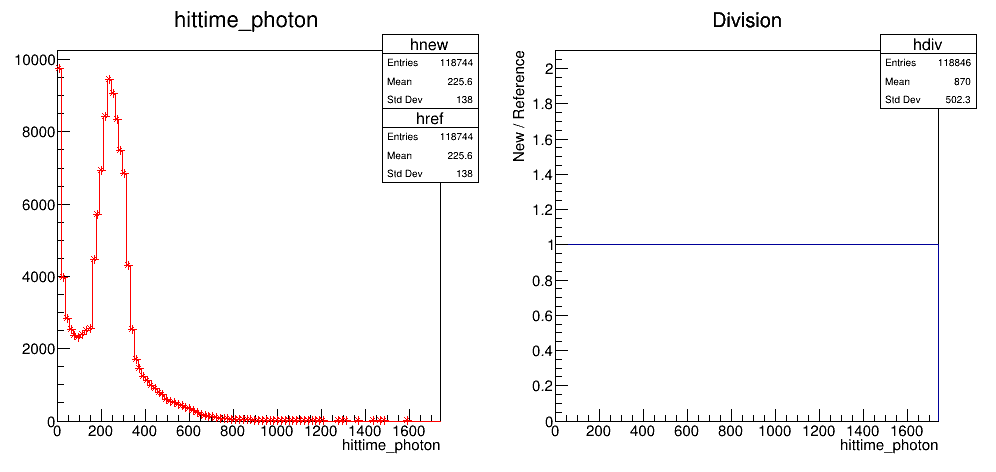 hittime_photon
hnew
Entries 118744
Mean 225.6
Std Dev 138
href
Entries 118744
Mean 225.6
Std Dev 138
10000
8000
6000
4000
2000
0
0 200 400 600 800 1000 1200 1400 1600
hittime_photon
Division
hdiv
Entries 118846
Mean 870
Std Dev 502.3
New / Reference
2
1.8
1.6
1.4
1.2
1
0.8
0.6
0.4
0.2
0
0 200 400 600 800 1000 1200 1400 1600
hittime_photon